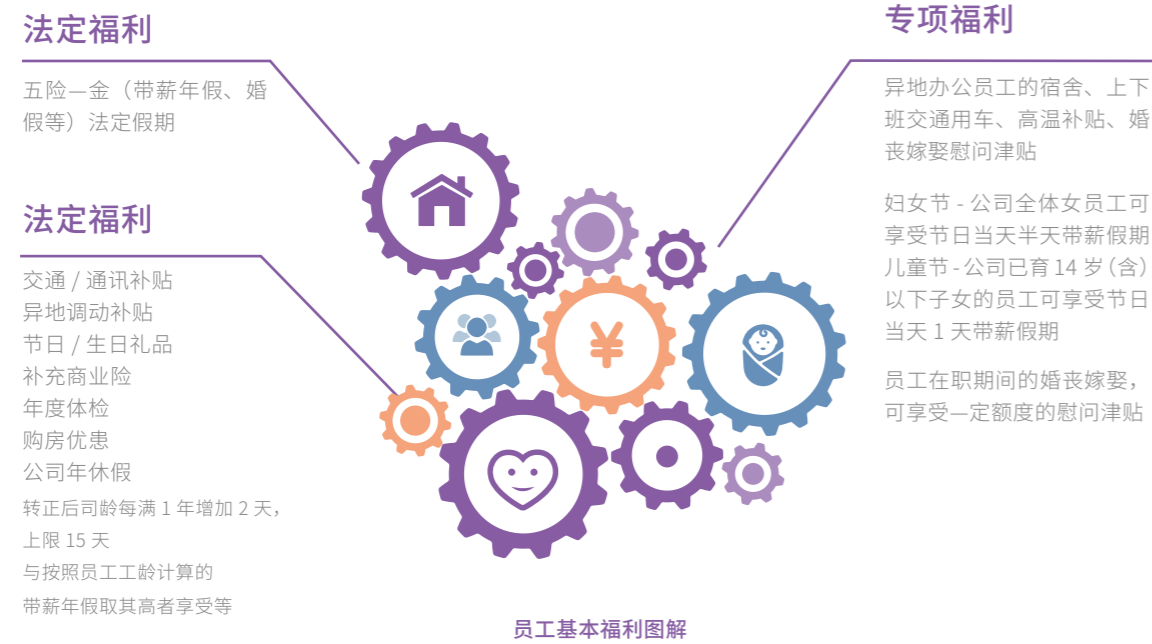 法定福利
五险—金（带薪年假、婚
假等）法定假期
法定福利
交通 / 通讯补贴
异地调动补贴
节日 / 生日礼品
补充商业险
年度体检
购房优患
公司年休假
转正后司龄每满 1 年增加 2 天，
上限 15 天
与按照员工工龄计算的
带薪年假取其高者享受等
专项福利
异地办公员工的宿舍、上下
班交通用车、高温补贴、婚
丧嫁娶慰问津贴
妇女节 - 公司全体女员工可
享受节日当天半天带薪假期
儿童节 - 公司已育 14 岁（含）
以下子女的员工可享受节日
当天 1 天带薪假期
员工在职期间的婚丧嫁娶，
可享受—定额度的慰问津贴
¥
员工基本福利图解